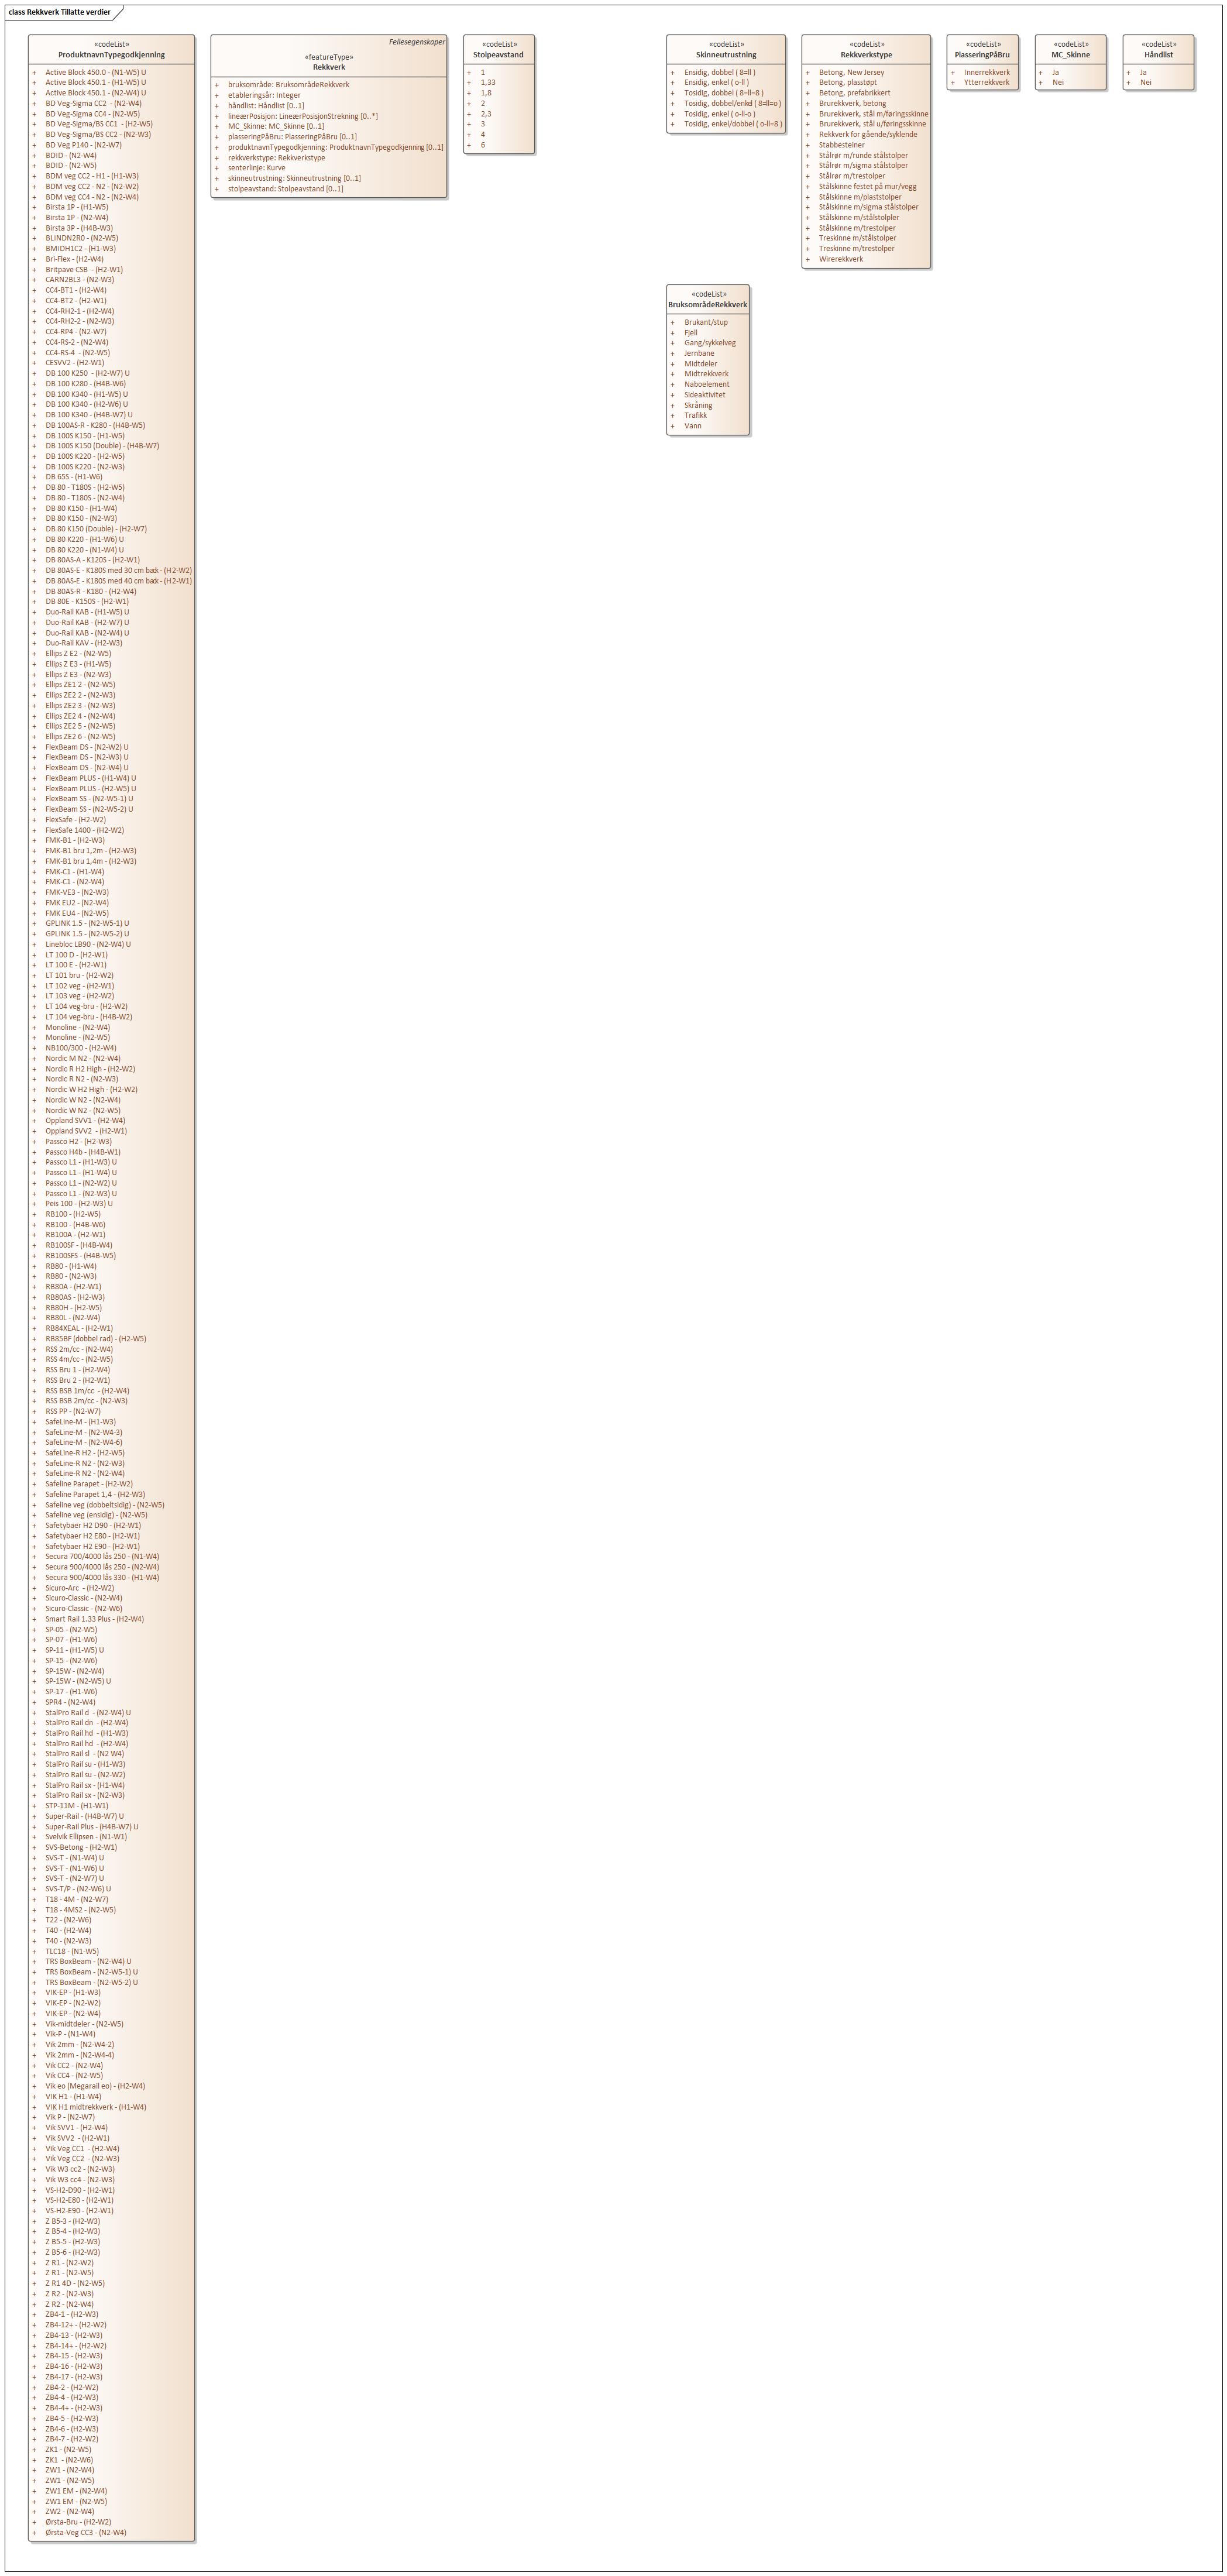 class Rekkverk Tillatte verdier
«codeList»
ProduktnavnTypegodkjenning
+ Active Block 450.0 - (N1-W5) U
+ Active Block 450.1 - (H1-W5) U
+ Active Block 450.1 - (N2-W4) U
+ BD Veg-Sigma CC2  - (N2-W4)
+ BD Veg-Sigma CC4 - (N2-W5)
+ BD Veg-Sigma/BS CC1  - (H2-W5)
+ BD Veg-Sigma/BS CC2 - (N2-W3)
+ BD Veg P140 - (N2-W7)
+ BDID - (N2-W4)
+ BDID - (N2-W5)
+ BDM veg CC2 - H1 - (H1-W3)
+ BDM veg CC2 - N2 - (N2-W2)
+ BDM veg CC4 - N2 - (N2-W4)
+ Birsta 1P - (H1-W5)
+ Birsta 1P - (N2-W4)
+ Birsta 3P - (H4B-W3)
+ BLINDN2R0 - (N2-W5)
+ BMIDH1C2 - (H1-W3)
+ Bri-Flex - (H2-W4)
+ Britpave CSB  - (H2-W1)
+ CARN2BL3 - (N2-W3)
+ CC4-BT1 - (H2-W4)
+ CC4-BT2 - (H2-W1)
+ CC4-RH2-1 - (H2-W4)
+ CC4-RH2-2 - (N2-W3)
+ CC4-RP4 - (N2-W7)
+ CC4-RS-2 - (N2-W4)
+ CC4-RS-4  - (N2-W5)
+ CESVV2 - (H2-W1)
+ DB 100 K250  - (H2-W7) U
+ DB 100 K280 - (H4B-W6)
+ DB 100 K340 - (H1-W5) U
+ DB 100 K340 - (H2-W6) U
+ DB 100 K340 - (H4B-W7) U
+ DB 100AS-R - K280 - (H4B-W5)
+ DB 100S K150 - (H1-W5)
+ DB 100S K150 (Double) - (H4B-W7)
+ DB 100S K220 - (H2-W5)
+ DB 100S K220 - (N2-W3)
+ DB 65S - (H1-W6)
+ DB 80 - T180S - (H2-W5)
+ DB 80 - T180S - (N2-W4)
+ DB 80 K150 - (H1-W4)
+ DB 80 K150 - (N2-W3)
+ DB 80 K150 (Double) - (H2-W7)
+ DB 80 K220 - (H1-W6) U
+ DB 80 K220 - (N1-W4) U
+ DB 80AS-A - K120S - (H2-W1)
+ DB 80AS-E - K180S med 30 cm bak - (H2-W2)
+ DB 80AS-E - K180S med 40 cm bak - (H2-W1)
+ DB 80AS-R - K180 - (H2-W4)
+ DB 80E - K150S - (H2-W1)
+ Duo-Rail KAB - (H1-W5) U
+ Duo-Rail KAB - (H2-W7) U
+ Duo-Rail KAB - (N2-W4) U
+ Duo-Rail KAV - (H2-W3)
+ Ellips Z E2 - (N2-W5)
+ Ellips Z E3 - (H1-W5)
+ Ellips Z E3 - (N2-W3)
+ Ellips ZE1 2 - (N2-W5)
+ Ellips ZE2 2 - (N2-W3)
+ Ellips ZE2 3 - (N2-W3)
+ Ellips ZE2 4 - (N2-W4)
+ Ellips ZE2 5 - (N2-W5)
+ Ellips ZE2 6 - (N2-W5)
+ FlexBeam DS - (N2-W2) U
+ FlexBeam DS - (N2-W3) U
+ FlexBeam DS - (N2-W4) U
+ FlexBeam PLUS - (H1-W4) U
+ FlexBeam PLUS - (H2-W5) U
+ FlexBeam SS - (N2-W5-1) U
+ FlexBeam SS - (N2-W5-2) U
+ FlexSafe - (H2-W2)
+ FlexSafe 1400 - (H2-W2)
+ FMK-B1 - (H2-W3)
+ FMK-B1 bru 1,2m - (H2-W3)
+ FMK-B1 bru 1,4m - (H2-W3)
+ FMK-C1 - (H1-W4)
+ FMK-C1 - (N2-W4)
+ FMK-VE3 - (N2-W3)
+ FMK EU2 - (N2-W4)
+ FMK EU4 - (N2-W5)
+ GPLINK 1.5 - (N2-W5-1) U
+ GPLINK 1.5 - (N2-W5-2) U
+ Linebloc LB90 - (N2-W4) U
+ LT 100 D - (H2-W1)
+ LT 100 E - (H2-W1)
+ LT 101 bru - (H2-W2)
+ LT 102 veg - (H2-W1)
+ LT 103 veg - (H2-W2)
+ LT 104 veg-bru - (H2-W2)
+ LT 104 veg-bru - (H4B-W2)
+ Monoline - (N2-W4)
+ Monoline - (N2-W5)
+ NB100/300 - (H2-W4)
+ Nordic M N2 - (N2-W4)
+ Nordic R H2 High - (H2-W2)
+ Nordic R N2 - (N2-W3)
+ Nordic W H2 High - (H2-W2)
+ Nordic W N2 - (N2-W4)
+ Nordic W N2 - (N2-W5)
+ Oppland SVV1 - (H2-W4)
+ Oppland SVV2  - (H2-W1)
+ Passco H2 - (H2-W3)
+ Passco H4b - (H4B-W1)
+ Passco L1 - (H1-W3) U
+ Passco L1 - (H1-W4) U
+ Passco L1 - (N2-W2) U
+ Passco L1 - (N2-W3) U
+ Peis 100 - (H2-W3) U
+ RB100 - (H2-W5)
+ RB100 - (H4B-W6)
+ RB100A - (H2-W1)
+ RB100SF - (H4B-W4)
+ RB100SFS - (H4B-W5)
+ RB80 - (H1-W4)
+ RB80 - (N2-W3)
+ RB80A - (H2-W1)
+ RB80AS - (H2-W3)
+ RB80H - (H2-W5)
+ RB80L - (N2-W4)
+ RB84XEAL - (H2-W1)
+ RB85BF (dobbel rad) - (H2-W5)
+ RSS 2m/cc - (N2-W4)
+ RSS 4m/cc - (N2-W5)
+ RSS Bru 1 - (H2-W4)
+ RSS Bru 2 - (H2-W1)
+ RSS BSB 1m/cc  - (H2-W4)
+ RSS BSB 2m/cc - (N2-W3)
+ RSS PP - (N2-W7)
+ SafeLine-M - (H1-W3)
+ SafeLine-M - (N2-W4-3)
+ SafeLine-M - (N2-W4-6)
+ SafeLine-R H2 - (H2-W5)
+ SafeLine-R N2 - (N2-W3)
+ SafeLine-R N2 - (N2-W4)
+ Safeline Parapet - (H2-W2)
+ Safeline Parapet 1,4 - (H2-W3)
+ Safeline veg (dobbeltsidig) - (N2-W5)
+ Safeline veg (ensidig) - (N2-W5)
+ Safetybaer H2 D90 - (H2-W1)
+ Safetybaer H2 E80 - (H2-W1)
+ Safetybaer H2 E90 - (H2-W1)
+ Secura 700/4000 lås 250 - (N1-W4)
+ Secura 900/4000 lås 250 - (N2-W4)
+ Secura 900/4000 lås 330 - (H1-W4)
+ Sicuro-Arc  - (H2-W2)
+ Sicuro-Classic - (N2-W4)
+ Sicuro-Classic - (N2-W6)
+ Smart Rail 1.33 Plus - (H2-W4)
+ SP-05 - (N2-W5)
+ SP-07 - (H1-W6)
+ SP-11 - (H1-W5) U
+ SP-15 - (N2-W6)
+ SP-15W - (N2-W4)
+ SP-15W - (N2-W5) U
+ SP-17 - (H1-W6)
+ SPR4 - (N2-W4)
+ StalPro Rail d  - (N2-W4) U
+ StalPro Rail dn  - (H2-W4)
+ StalPro Rail hd  - (H1-W3)
+ StalPro Rail hd  - (H2-W4)
+ StalPro Rail sl  - (N2 W4)
+ StalPro Rail su - (H1-W3)
+ StalPro Rail su - (N2-W2)
+ StalPro Rail sx - (H1-W4)
+ StalPro Rail sx - (N2-W3)
+ STP-11M - (H1-W1)
+ Super-Rail - (H4B-W7) U
+ Super-Rail Plus - (H4B-W7) U
+ Svelvik Ellipsen - (N1-W1)
+ SVS-Betong - (H2-W1)
+ SVS-T - (N1-W4) U
+ SVS-T - (N1-W6) U
+ SVS-T - (N2-W7) U
+ SVS-T/P - (N2-W6) U
+ T18 - 4M - (N2-W7)
+ T18 - 4MS2 - (N2-W5)
+ T22 - (N2-W6)
+ T40 - (H2-W4)
+ T40 - (N2-W3)
+ TLC18 - (N1-W5)
+ TRS BoxBeam - (N2-W4) U
+ TRS BoxBeam - (N2-W5-1) U
+ TRS BoxBeam - (N2-W5-2) U
+ VIK-EP - (H1-W3)
+ VIK-EP - (N2-W2)
+ VIK-EP - (N2-W4)
+ Vik-midtdeler - (N2-W5)
+ Vik-P - (N1-W4)
+ Vik 2mm - (N2-W4-2)
+ Vik 2mm - (N2-W4-4)
+ Vik CC2 - (N2-W4)
+ Vik CC4 - (N2-W5)
+ Vik eo (Megarail eo) - (H2-W4)
+ VIK H1 - (H1-W4)
+ VIK H1 midtrekkverk - (H1-W4)
+ Vik P - (N2-W7)
+ Vik SVV1 - (H2-W4)
+ Vik SVV2  - (H2-W1)
+ Vik Veg CC1  - (H2-W4)
+ Vik Veg CC2  - (N2-W3)
+ Vik W3 cc2 - (N2-W3)
+ Vik W3 cc4 - (N2-W3)
+ VS-H2-D90 - (H2-W1)
+ VS-H2-E80 - (H2-W1)
+ VS-H2-E90 - (H2-W1)
+ Z B5-3 - (H2-W3)
+ Z B5-4 - (H2-W3)
+ Z B5-5 - (H2-W3)
+ Z B5-6 - (H2-W3)
+ Z R1 - (N2-W2)
+ Z R1 - (N2-W5)
+ Z R1 4D - (N2-W5)
+ Z R2 - (N2-W3)
+ Z R2 - (N2-W4)
+ ZB4-1 - (H2-W3)
+ ZB4-12+ - (H2-W2)
+ ZB4-13 - (H2-W3)
+ ZB4-14+ - (H2-W2)
+ ZB4-15 - (H2-W3)
+ ZB4-16 - (H2-W3)
+ ZB4-17 - (H2-W3)
+ ZB4-2 - (H2-W2)
+ ZB4-4 - (H2-W3)
+ ZB4-4+ - (H2-W3)
+ ZB4-5 - (H2-W3)
+ ZB4-6 - (H2-W3)
+ ZB4-7 - (H2-W2)
+ ZK1 - (N2-W5)
+ ZK1  - (N2-W6)
+ ZW1 - (N2-W4)
+ ZW1 - (N2-W5)
+ ZW1 EM - (N2-W4)
+ ZW1 EM - (N2-W5)
+ ZW2 - (N2-W4)
+ Ørsta-Bru - (H2-W2)
+ Ørsta-Veg CC3 - (N2-W4)
Fellesegenskaper
«featureType»
Rekkverk
+ bruksområde: BruksområdeRekkverk
+ etableringsår: Integer
+ håndlist: Håndlist [0..1]
+ lineærPosisjon: LineærPosisjonStrekning [0..*]
+ MC_Skinne: MC_Skinne [0..1]
+ plasseringPåBru: PlasseringPåBru [0..1]
+ produktnavnTypegodkjenning: ProduktnavnTypegodkjenning [0..1]
+ rekkverkstype: Rekkverkstype
+ senterlinje: Kurve
+ skinneutrustning: Skinneutrustning [0..1]
+ stolpeavstand: Stolpeavstand [0..1]
«codeList»
Stolpeavstand
+ 1
+ 1,33
+ 1,8
+ 2
+ 2,3
+ 3
+ 4
+ 6
«codeList»
Skinneutrustning
+ Ensidig, dobbel ( 8=ll )
+ Ensidig, enkel ( o-ll )
+ Tosidig, dobbel ( 8=ll=8 )
+ Tosidig, dobbel/enkel ( 8=ll=o )
+ Tosidig, enkel ( o-ll-o )
+ Tosidig, enkel/dobbel ( o-ll=8 )
«codeList»
Rekkverkstype
+ Betong, New Jersey
+ Betong, plasstøpt
+ Betong, prefabrikkert
+ Brurekkverk, betong
+ Brurekkverk, stål m/føringsskinne
+ Brurekkverk, stål u/føringsskinne
+ Rekkverk for gående/syklende
+ Stabbesteiner
+ Stålrør m/runde stålstolper
+ Stålrør m/sigma stålstolper
+ Stålrør m/trestolper
+ Stålskinne festet på mur/vegg
+ Stålskinne m/plaststolper
+ Stålskinne m/sigma stålstolper
+ Stålskinne m/stålstolpler
+ Stålskinne m/trestolper
+ Treskinne m/stålstolper
+ Treskinne m/trestolper
+ Wirerekkverk
«codeList»
PlasseringPåBru
+ Innerrekkverk
+ Ytterrekkverk
«codeList»
MC_Skinne
+ Ja
+ Nei
«codeList»
Håndlist
+ Ja
+ Nei
«codeList»
BruksområdeRekkverk
+ Brukant/stup
+ Fjell
+ Gang/sykkelveg
+ Jernbane
+ Midtdeler
+ Midtrekkverk
+ Naboelement
+ Sideaktivitet
+ Skråning
+ Trafikk
+ Vann